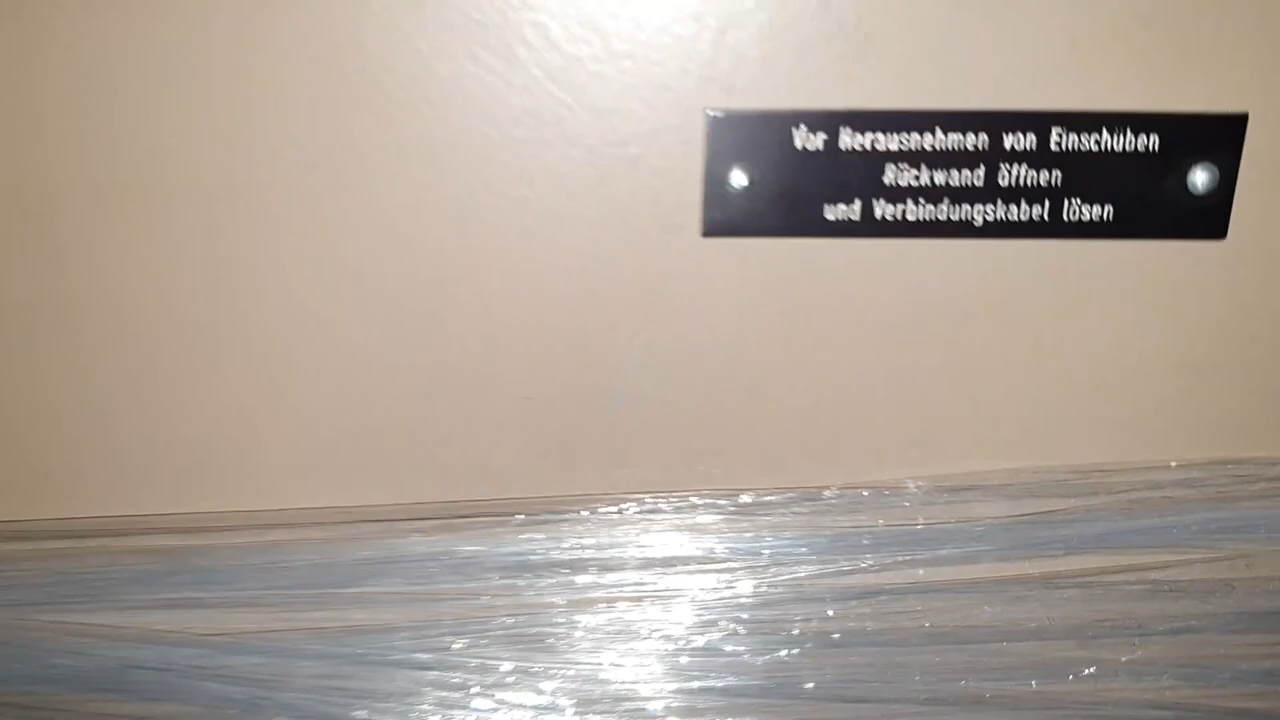 Vor Herausnehmen von Einschüben
Rückwand öffnen
und Verbindungskabel lösen